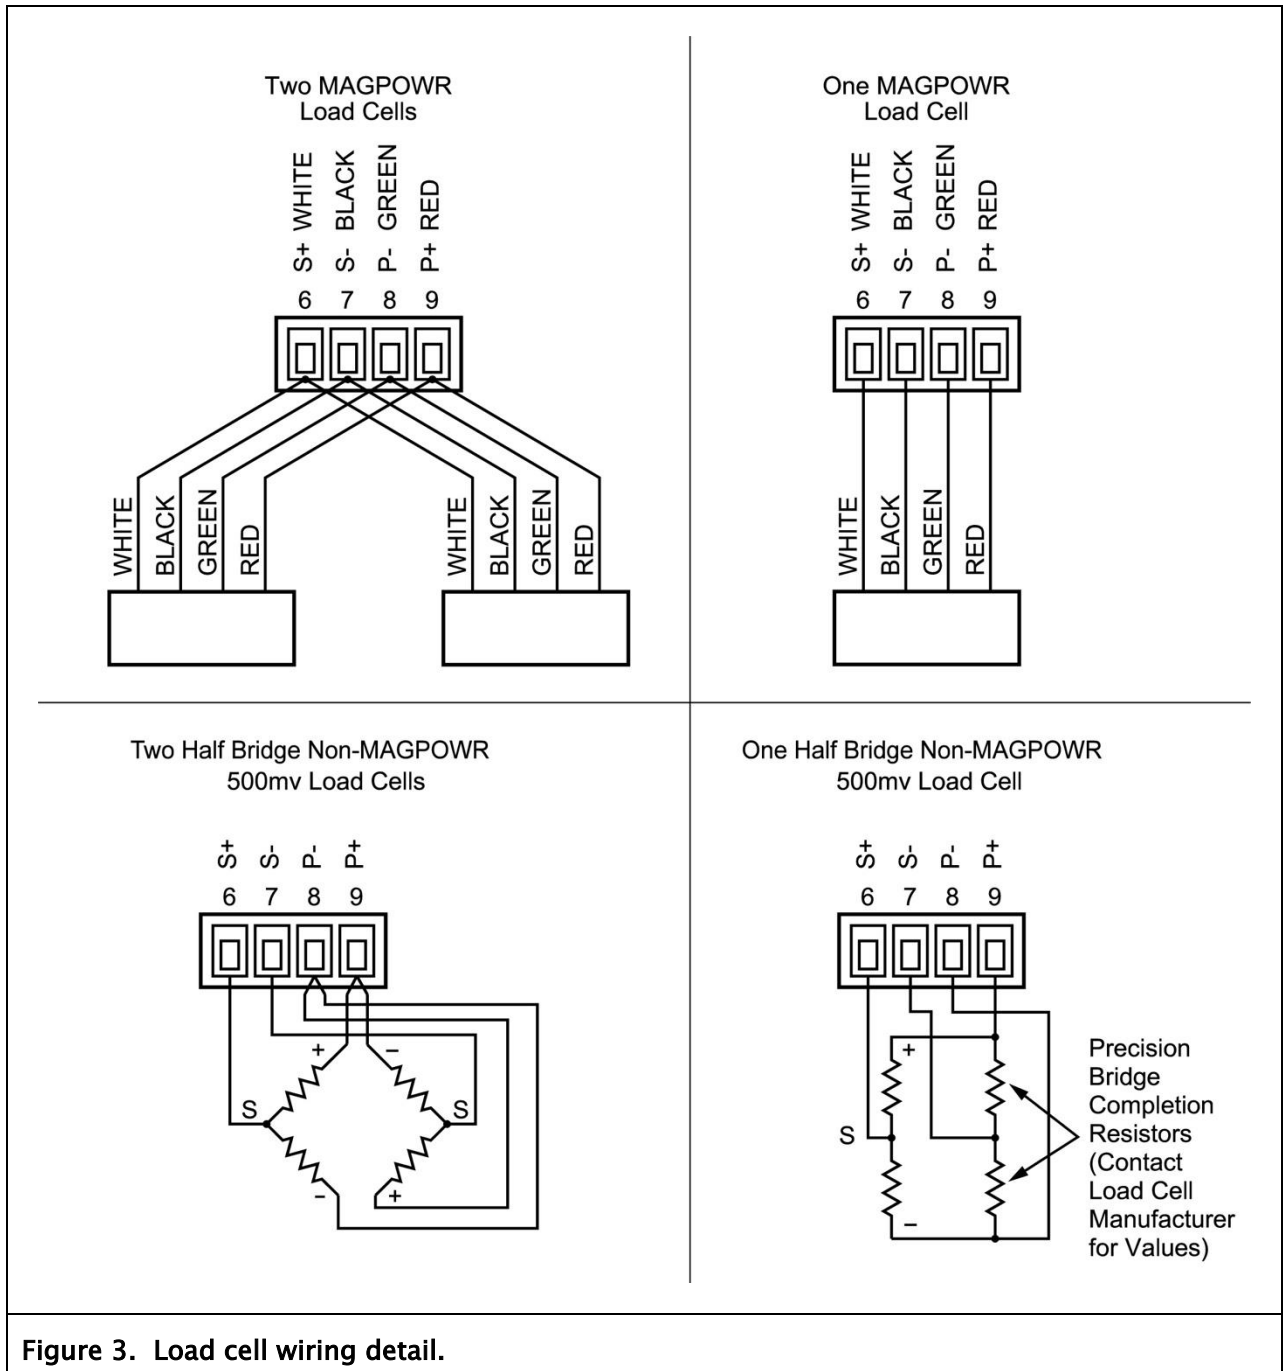 Two MAGPOWR
Load Cells
S+ WHITE
S- BLACK
P- GREEN
P+ RED
6 7 8 9
WHITE
BLACK
GREEN
RED
WHITE
BLACK
GREEN
RED
One MAGPOWR
Load Cell
S+ WHITE
S- BLACK
P- GREEN
P+ RED
6 7 8 9
WHITE
BLACK
GREEN
RED
Two Half Bridge Non-MAGPOWR
500mv Load Cells
S+
S-
P-
P+
6 7 8 9
+ −
S S
− +
One Half Bridge Non-MAGPOWR
500mv Load Cell
S+
S-
P-
P+
6 7 8 9
+
S
−
Precision
Bridge
Completion
Resistors
(Contact
Load Cell
Manufacturer
for Values)
Figure 3. Load cell wiring detail.